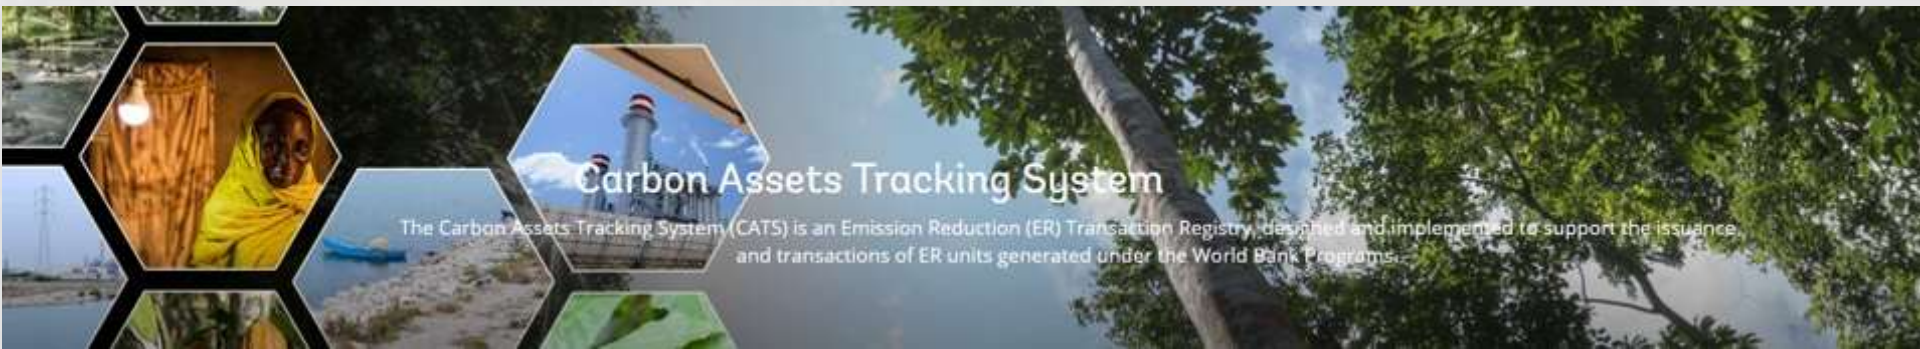 Carbon Assets Tracking System
The Carbon Assets Tracking System (CATS) is an Emission Reduction (ER) Transaction Registry, designed and implemented to support the issuance
and transactions of ER units generated under the World Bank Programs.